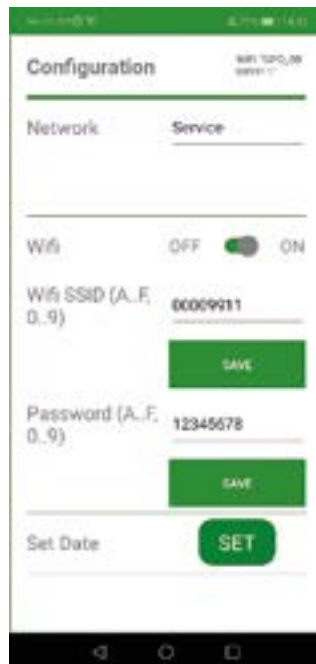 Configuration
Network
Service
Wifi
OFF
ON
Wifi SSID (A..F,
0..9)
00009911
SAVE
Password (A..F,
0..9)
12345678
SAVE
Set Date
SET